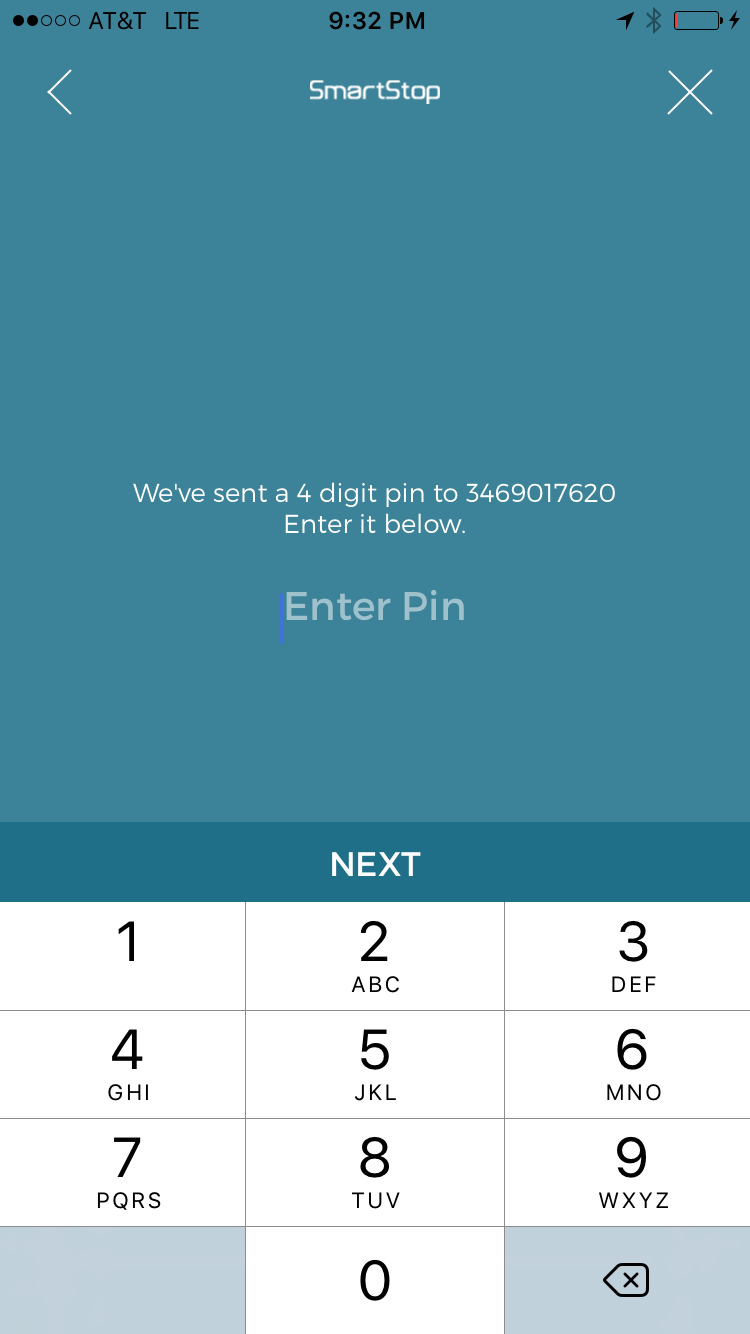 AT&T LTE 9:32 PM
SmartStop
We've sent a 4 digit pin to 3469017620
Enter it below.
Enter Pin
NEXT
1 2 3
ABC DEF
4 5 6
GHI JKL MNO
7 8 9
PQRS TUV WXYZ
0